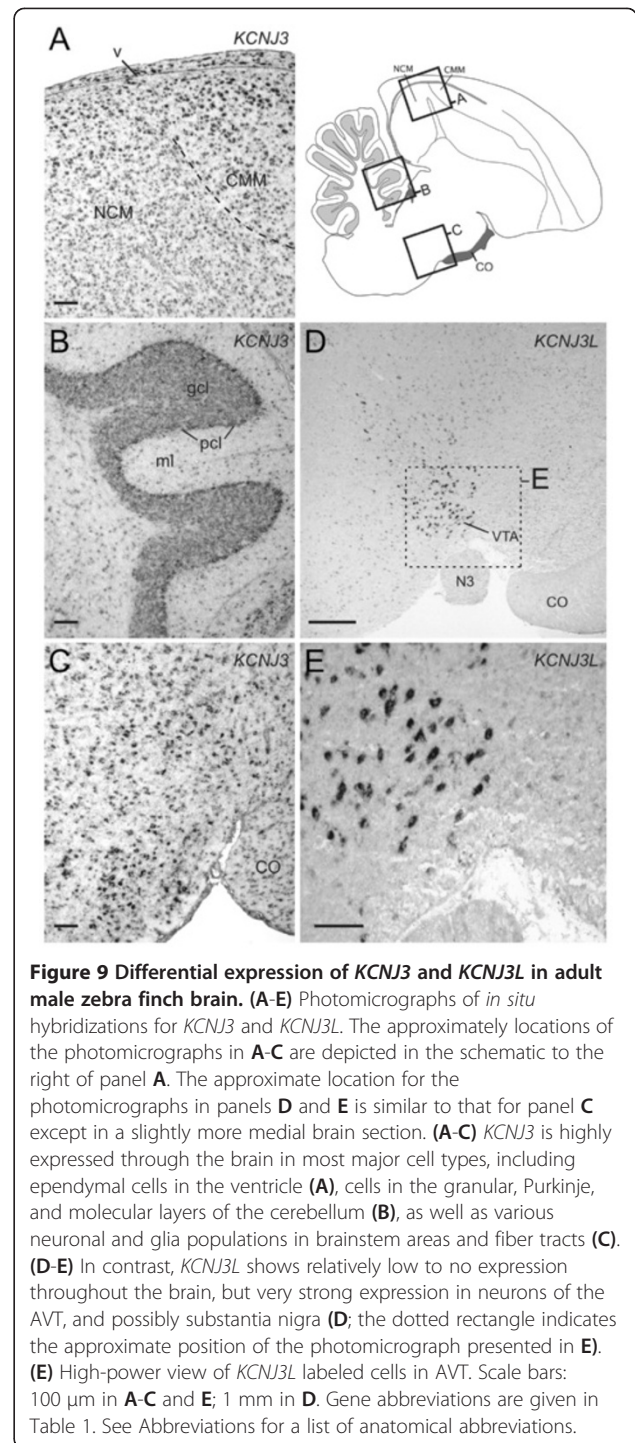 A
KCNJ3
v
NCM
CMM
NCM
CMM
A
B
C
CO
B
KCNJ3
gcl
pcl
ml
D
KCNJ3L
E
VTA
N3
CO
C
KCNJ3
CO
E
KCNJ3L
Figure 9 Differential expression of KCNJ3 and KCNJ3L in adult
male zebra finch brain. (A-E) Photomicrographs of in situ
hybridizations for KCNJ3 and KCNJ3L. The approximately locations of
the photomicrographs in A-C are depicted in the schematic to the
right of panel A. The approximate location for the
photomicrographs in panels D and E is similar to that for panel C
except in a slightly more medial brain section. (A-C) KCNJ3 is highly
expressed through the brain in most major cell types, including
ependymal cells in the ventricle (A), cells in the granular, Purkinje,
and molecular layers of the cerebellum (B), as well as various
neuronal and glia populations in brainstem areas and fiber tracts (C).
(D-E) In contrast, KCNJ3L shows relatively low to no expression
throughout the brain, but very strong expression in neurons of the
AVT, and possibly substantia nigra (D; the dotted rectangle indicates
the approximate position of the photomicrograph presented in E).
(E) High-power view of KCNJ3L labeled cells in AVT. Scale bars:
100 μm in A-C and E; 1 mm in D. Gene abbreviations are given in
Table 1. See Abbreviations for a list of anatomical abbreviations.